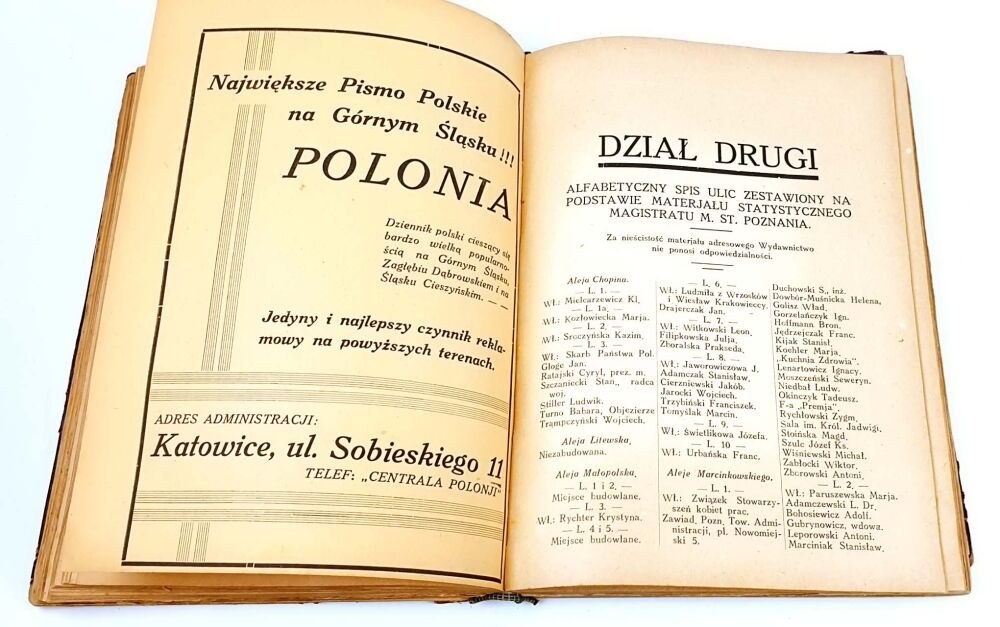 Największe Pismo Polskie
na Górnym Śląsku!!!
POLONIA
Dziennik polski cieszący się
bardzo wielką popularno-
ścią na Górnym Śląsku,
Zagłębiu Dąbrowskiem i na
Śląsku Cieszyńskim. — —
Jedyny i najlepszy czynnik rekla-
mowy na powyższych terenach.
ADRES ADMINISTRACJI:
Katowice, ul. Sobieskiego 11
TELEF: „CENTRALA POLONJI"
DZIAŁ DRUGI
ALFABETYCZNY SPIS ULIC ZESTAWIONY NA
PODSTAWIE MATERJAŁU STATYSTYCZNEGO
MAGISTRATU M. ST. POZNANIA.
Za nieścisłość materjału adresowego Wydawnictwo
nie ponosi odpowiedzialności.
Aleja Chopina.
— L. 1. —
Wł.: Mielcarzewicz Kl,
— L. 1a, —
Wł.: Kozłowiecka Marja.
— L. 2, —
Wł.: Sroczyńska Kazim.
— L. 3. —
Wł.: Skarb Państwa Pol.
Głoge Jan.
Ratajski Cyryl, prez. m.
Szczaniecki Stan,, radca
woj.
Stiller Ludwik.
Turno Babara, Objezierze
Trampczyński Wojciech.
Aleja Litewska,
Niezabudowana.
Aleja Małopolska,
— L. 1 i 2, —
Miejsce budowlane.
— L. 3. —
Wł.: Rychter Krystyna.
— L. 4 i 5. —
Miejsce budowlane.
— L. 6, —
Wł.: Ludmiła z Wrzosków
i Wiesław Krakowieccy.
Drajerczak Jan.
— L. 7. —
Wł.: Witkowski Leon,
Filipkowska Julja,
Zboralska Prakseda,
— L. 8. —
Wł.: Jaworowiczowa J.
Adamczak Stanisław.
Cierzniewski Jakób.
Jarocki Wojciech.
Trzybiński Franciszek.
Tomyślak Marcin.
— L. 9. —
Wł.: Świetlikowa Józefa.
— L. 10 —
Wł.: Urbańska Franc.
Aleje Marcinkowskiego.
— L. 1. —
Wł.: Związek Stowarzy-
szeń kobiet prac.
Zawiad. Pozn, Tow. Admi-
nistracji, pl. Nowomiej-
ski 5.
Duchowski S., inż.
Dowbór-Muśnicka Helena,
Golisz Wład,
Gorzelańczyk Ign.
Hoffmann Bron.
Jędrzejczak Franc.
Kijak Stanisł.
Koehler Marja.
„Kuchnia Zdrowia".
Lenartowicz Ignacy.
Moszczeński Seweryn.
Niedbał Ludw.
Okińczyk Tadeusz.
F-a „Premja".
Rychłowski Zygm,
Sala im. Król. Jadwigi.
Stoińska Magd.
Szulc Józef Ks.
Wiśniewski Michał.
Zabłocki Wiktor.
Zborowski Antoni,
— L. 2, —
Wł.: Paruszewska Marja.
Adamczewski L. Dr.
Bohosiewicz Adolf.
Gubrynowicz, wdowa.
Leporowski Antoni.
Marciniak Stanisław,